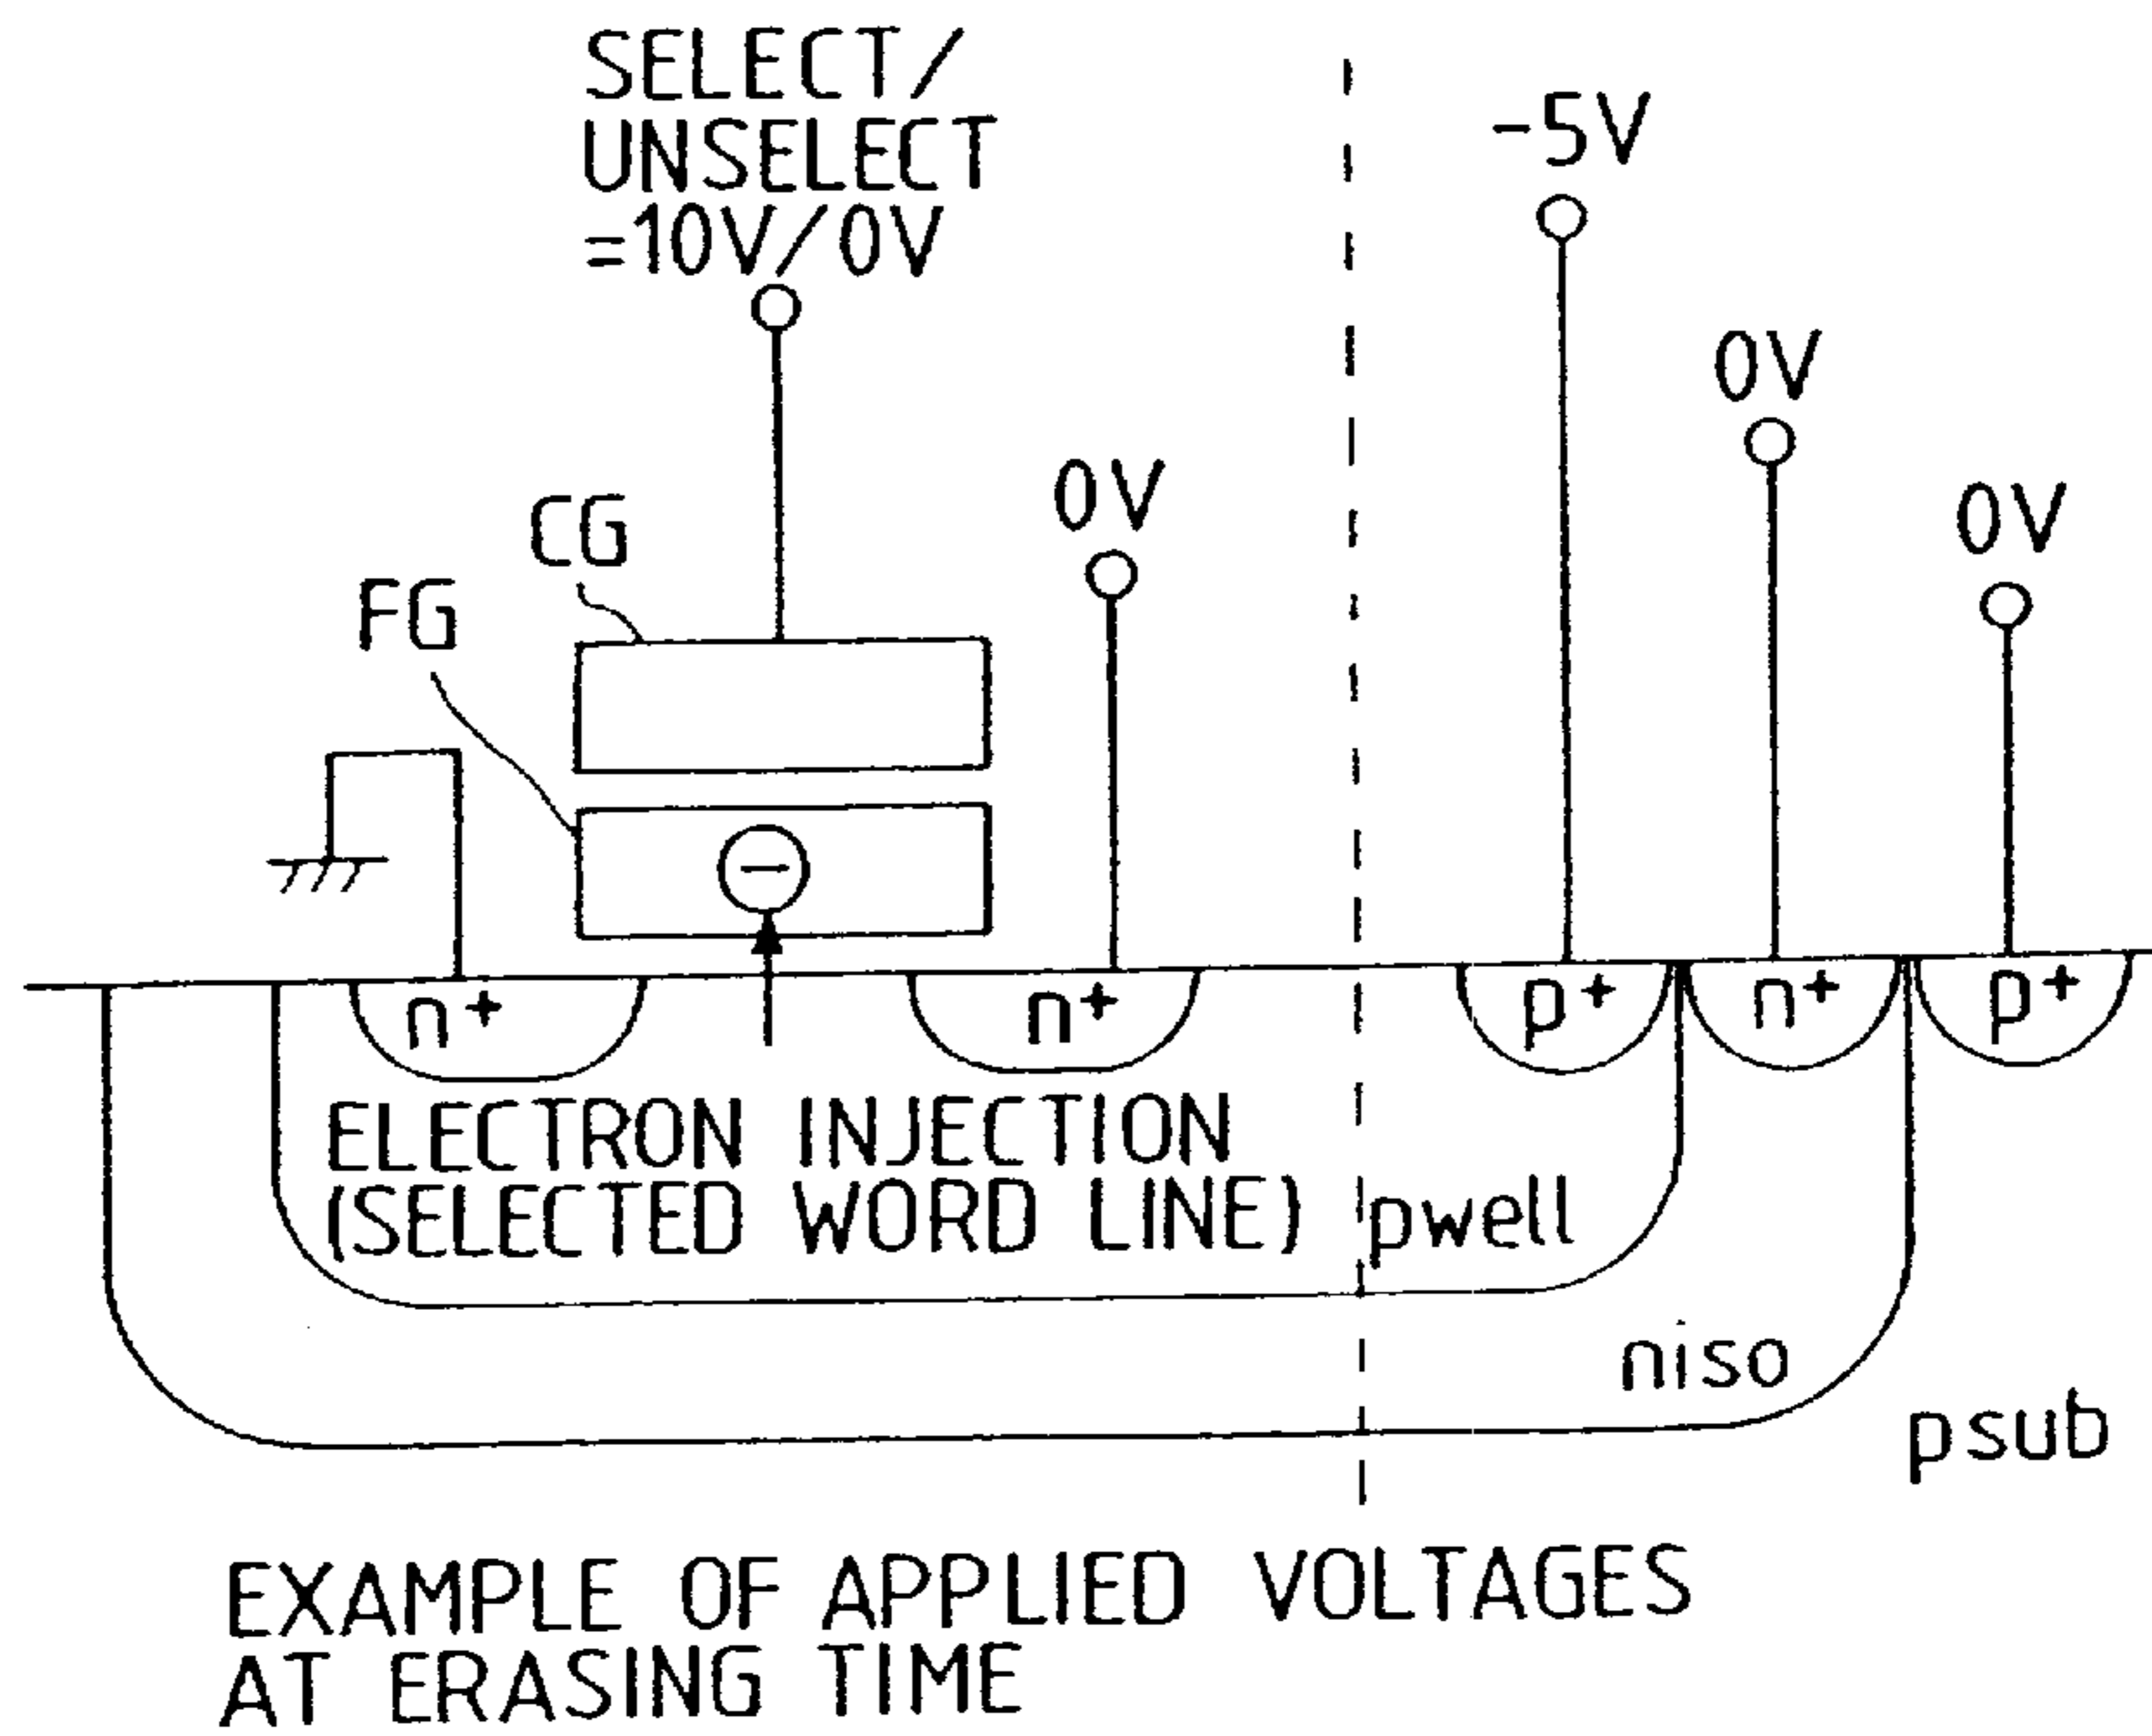 SELECT/
UNSELECT
=10V/0V
-5V
0V
0V
0V
CG
FG
n+
n+
p+
n+
p+
ELECTRON INJECTION
(SELECTED WORD LINE)
pwell
niso
psub
EXAMPLE OF APPLIED VOLTAGES
AT ERASING TIME